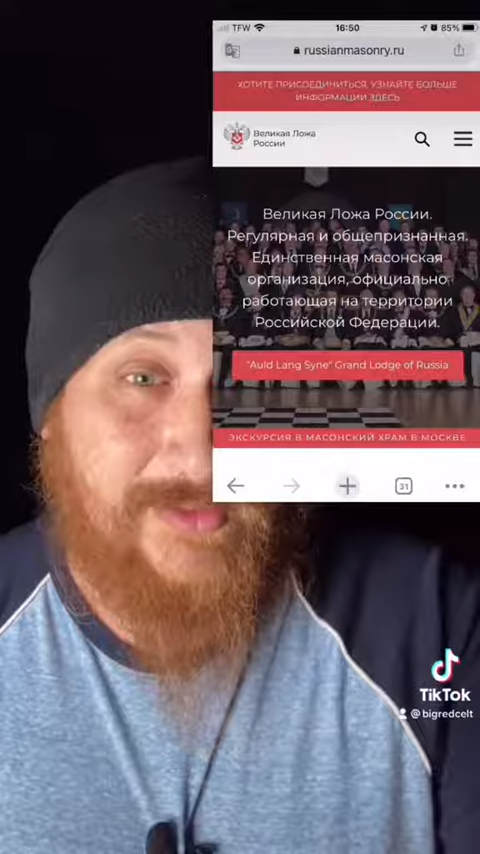 TFW 16:50 85%
russianmasonry.ru
ХОТИТЕ ПРИСОЕДИНИТЬСЯ, УЗНАЙТЕ БОЛЬШЕ
ИНФОРМАЦИИ ЗДЕСЬ
Великая Ложа
России
Великая Ложа России.
Регулярная и общепризнанная.
Единственная масонская
организация, официально
работающая на территории
Российской Федерации.
"Auld Lang Syne" Grand Lodge of Russia
ЭКСКУРСИЯ В МАСОНСКИЙ ХРАМ В МОСКВЕ
31
TikTok
@bigredcelt